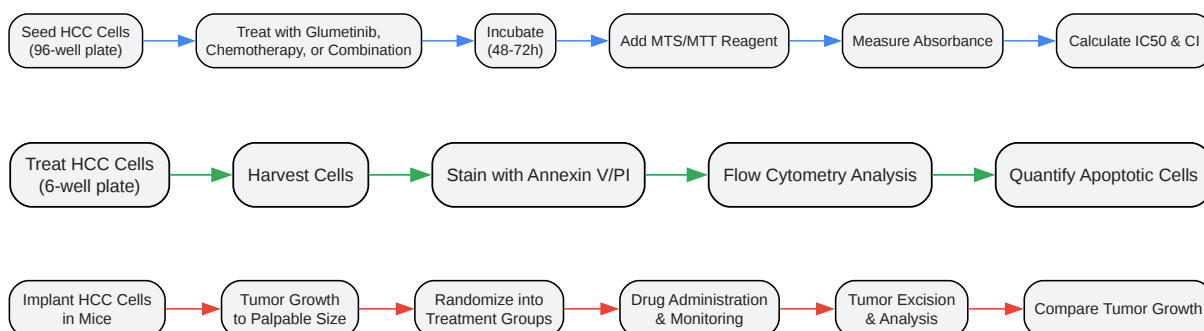 Seed HCC Cells
(96-well plate)
Treat with Glumetinib,
Chemotherapy, or Combination
Incubate
(48-72h)
Add MTS/MTT Reagent
Measure Absorbance
Calculate IC50 & CI
Treat HCC Cells
(6-well plate)
Harvest Cells
Stain with Annexin V/PI
Flow Cytometry Analysis
Quantify Apoptotic Cells
Implant HCC Cells
in Mice
Tumor Growth
to Palpable Size
Randomize into
Treatment Groups
Drug Administration
& Monitoring
Tumor Excision
& Analysis
Compare Tumor Growth